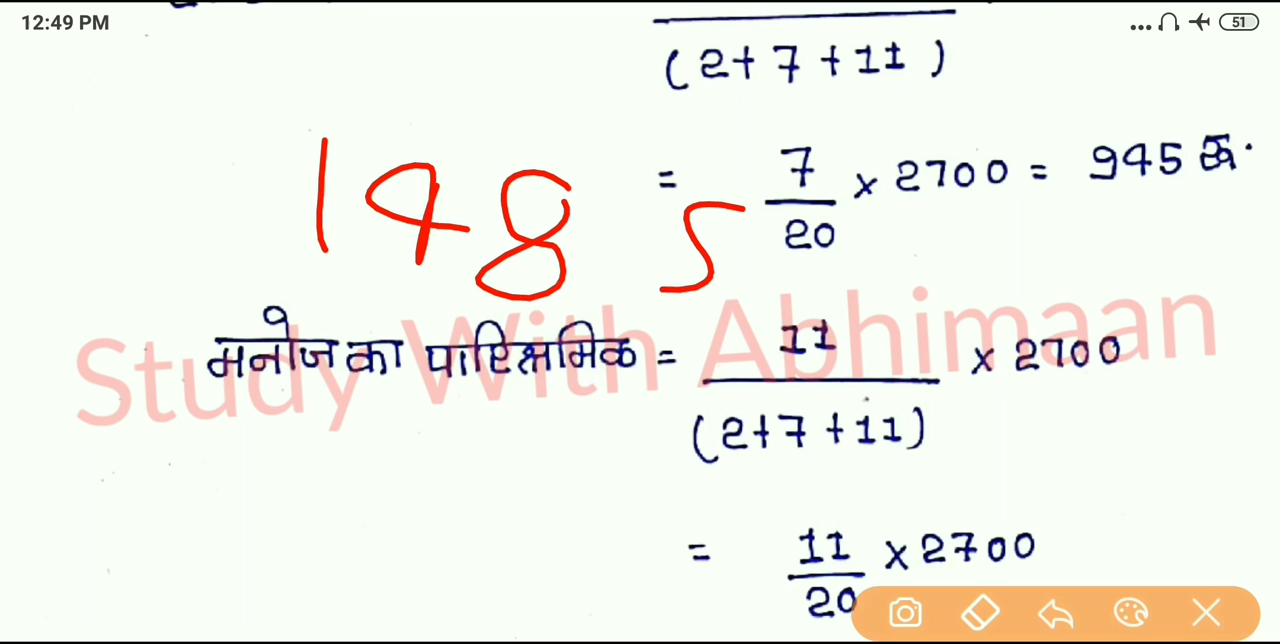 12:49 PM
... 51
(2+7+11)
= 7/20 × 2700 = 945 रु.
1485
मनोज का पारिश्रमिक = 11/(2+7+11) × 2700
Study With Abhimaan
= 11/20 × 2700